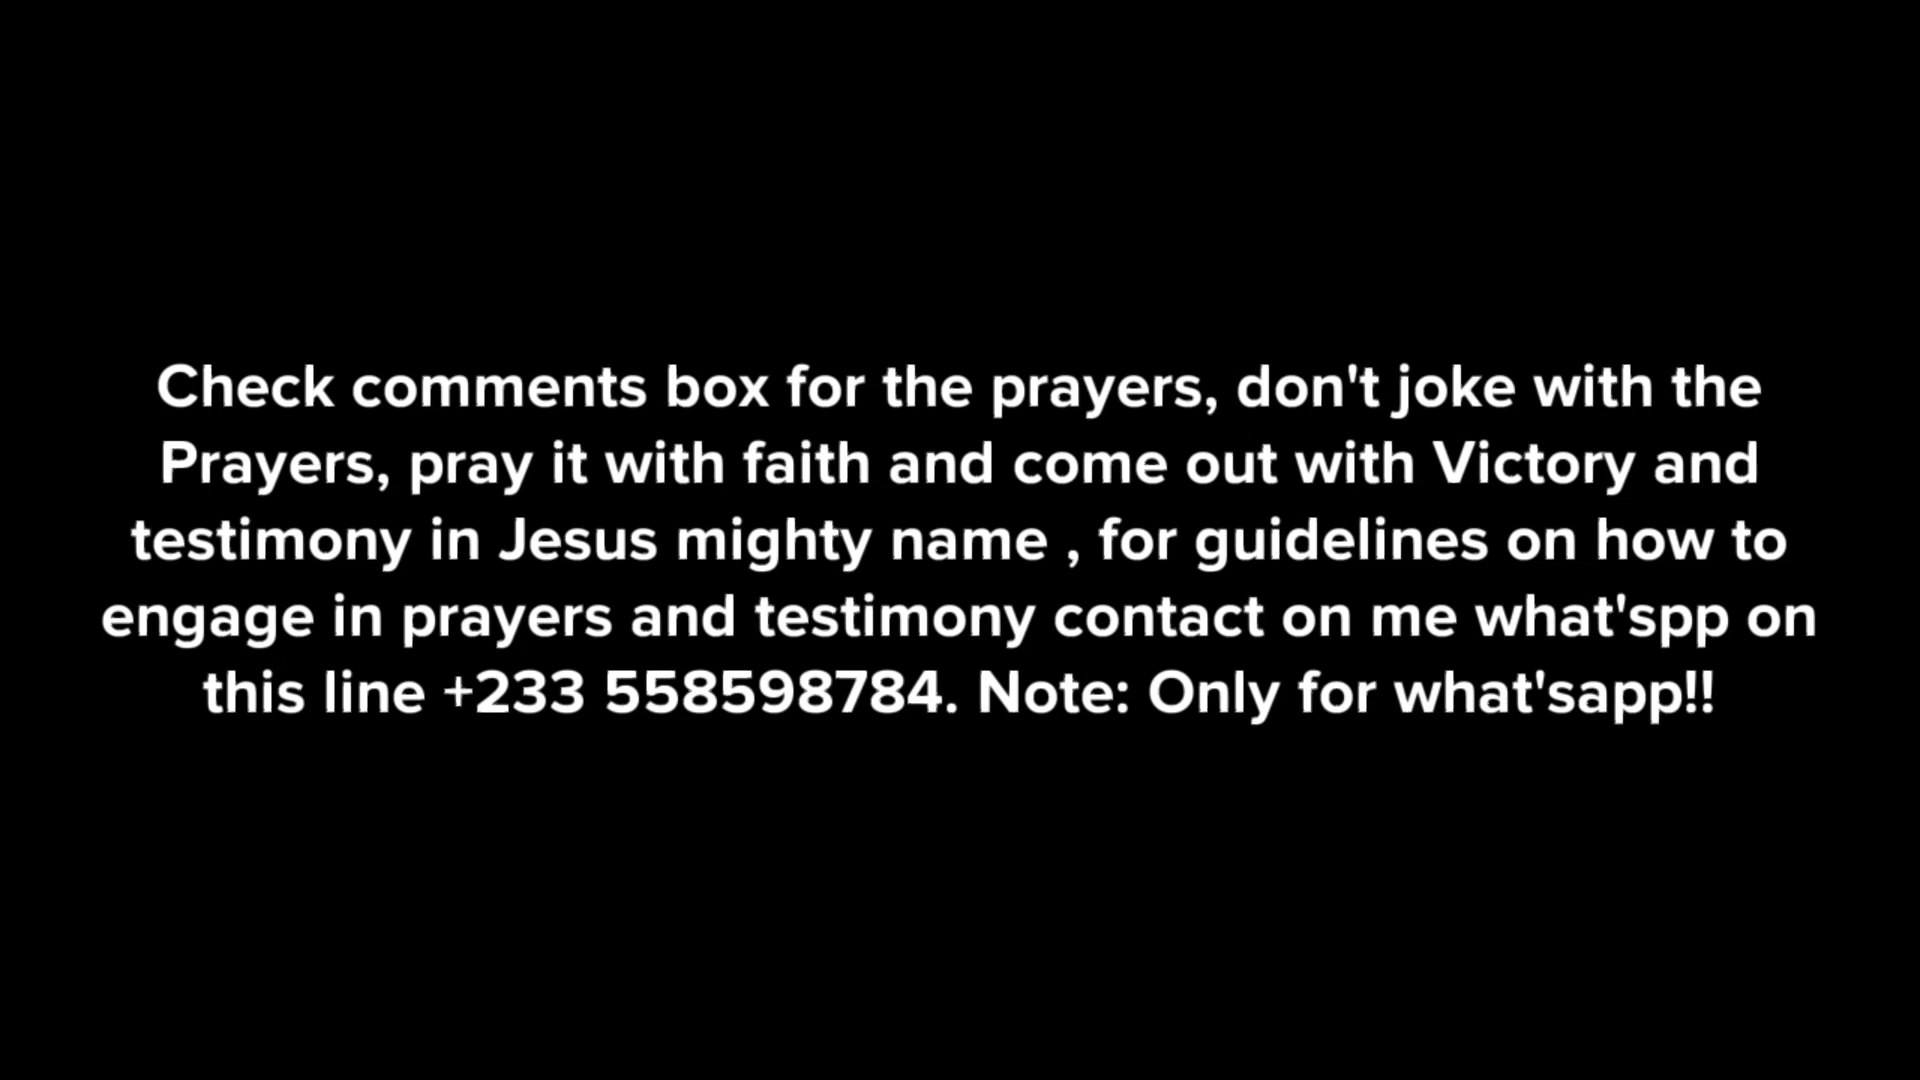 Check comments box for the prayers, don't joke with the
Prayers, pray it with faith and come out with Victory and
testimony in Jesus mighty name , for guidelines on how to
engage in prayers and testimony contact on me what'spp on
this line +233 558598784. Note: Only for what'sapp!!